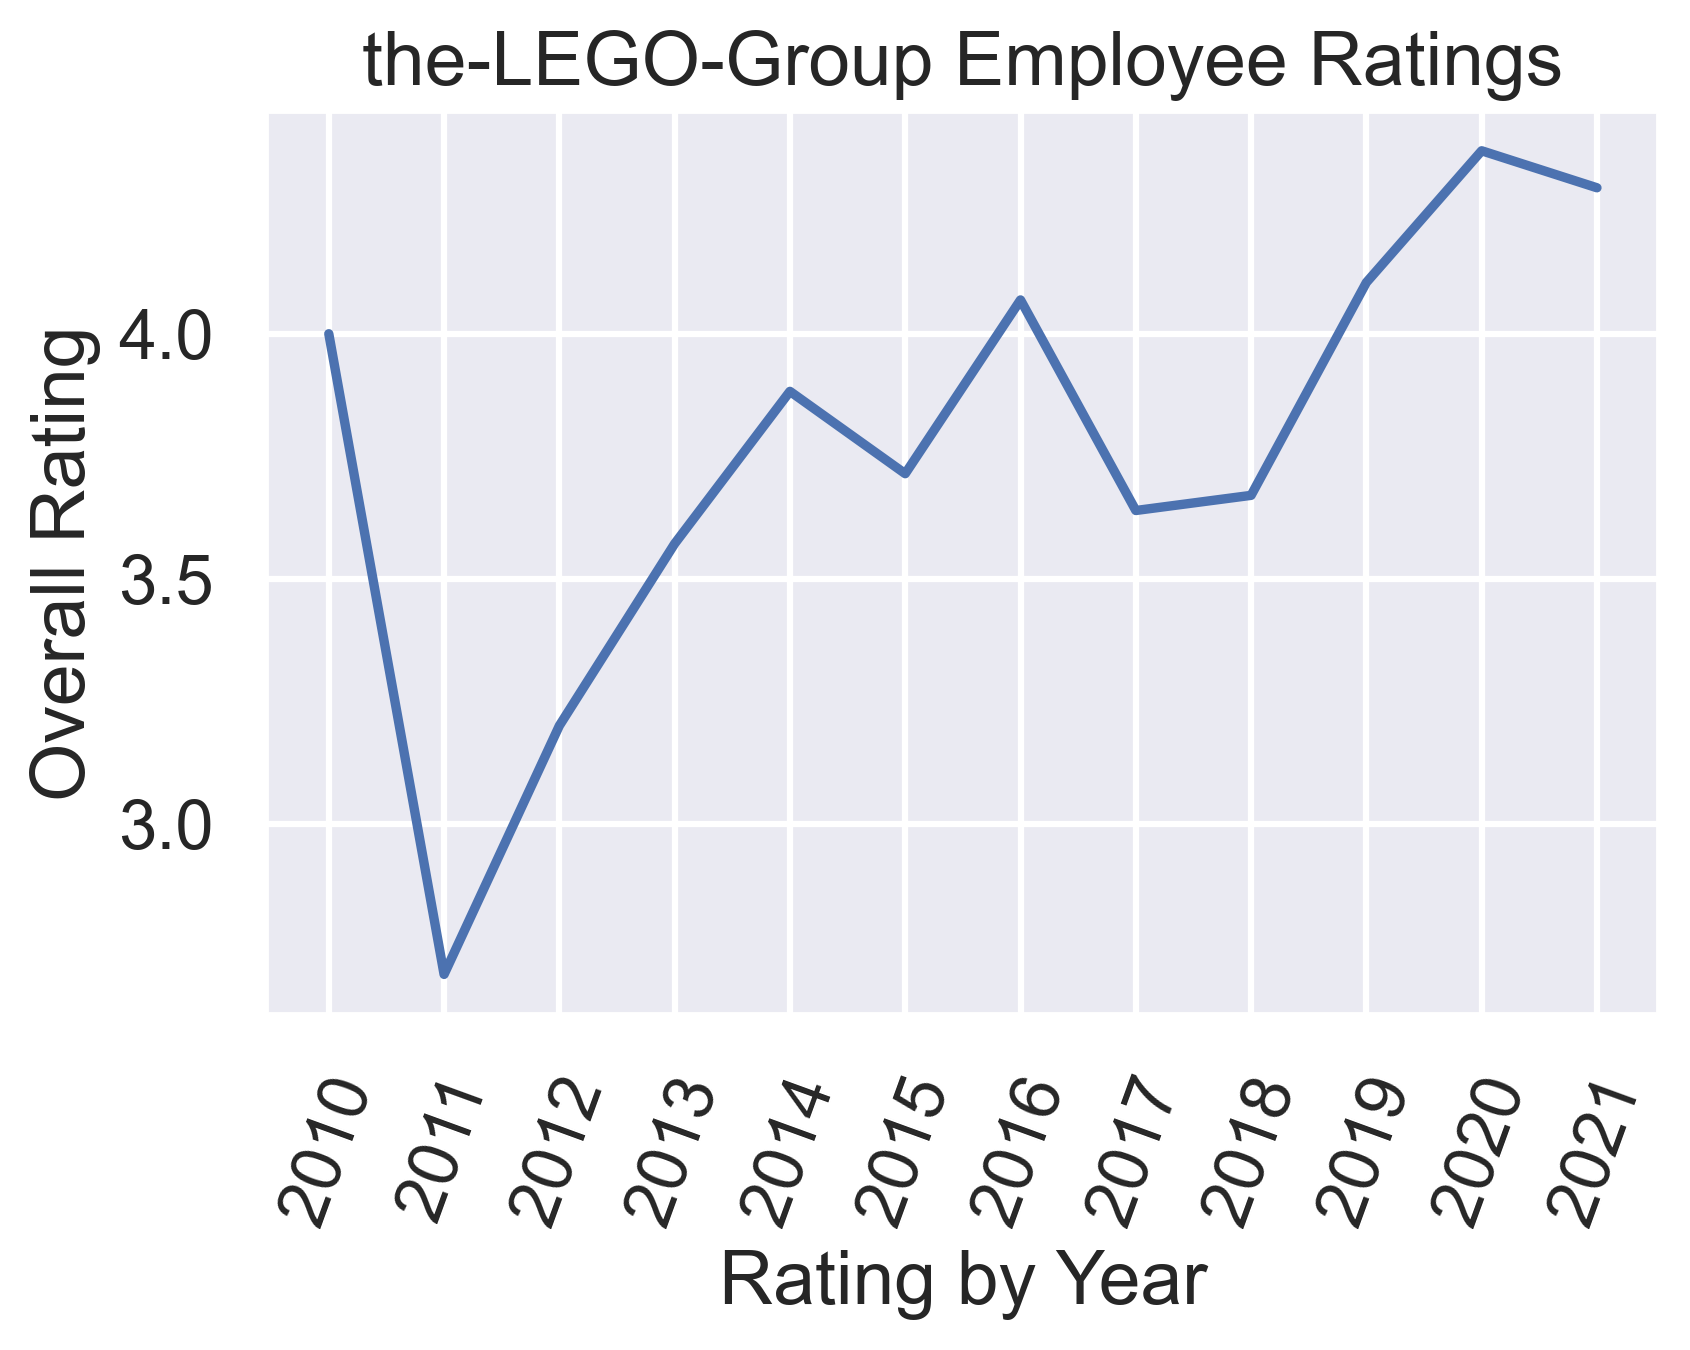 the-LEGO-Group Employee Ratings
Overall Rating
4.0
3.5
3.0
2010 2011 2012 2013 2014 2015 2016 2017 2018 2019 2020 2021
Rating by Year